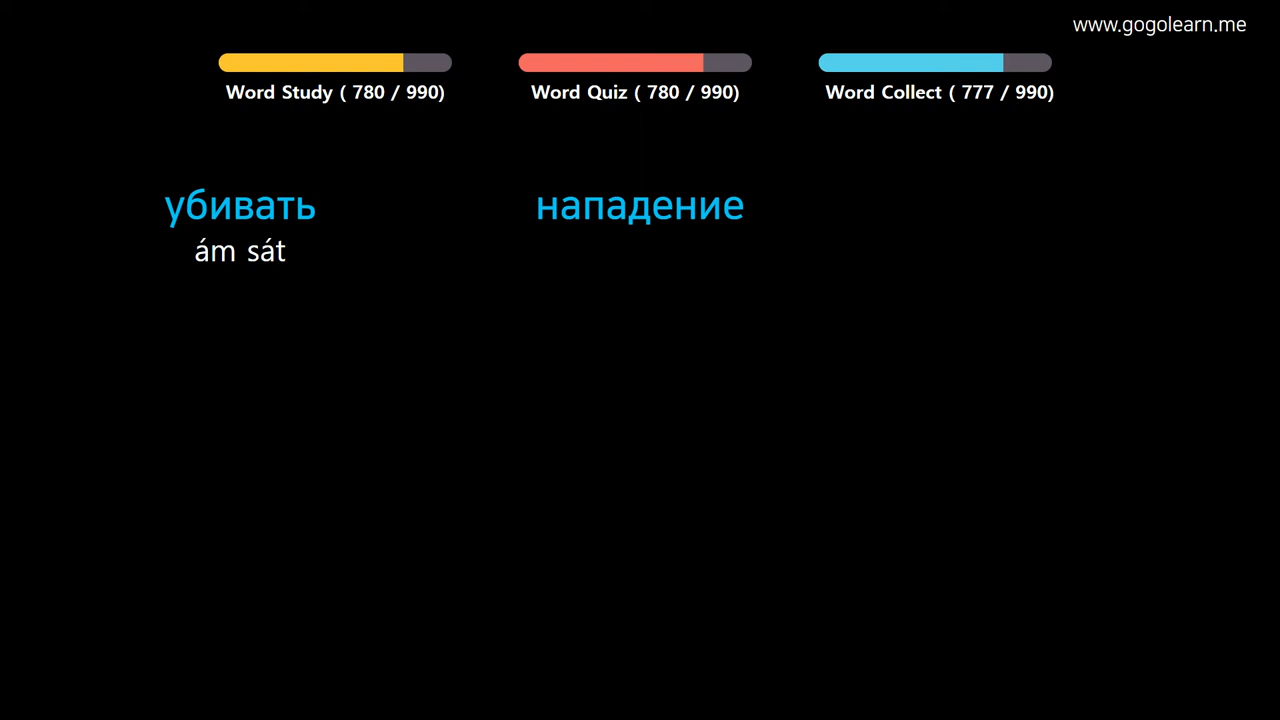 www.gogolearn.me
Word Study ( 780 / 990)
Word Quiz ( 780 / 990)
Word Collect ( 777 / 990)
убивать
ám sát
нападение